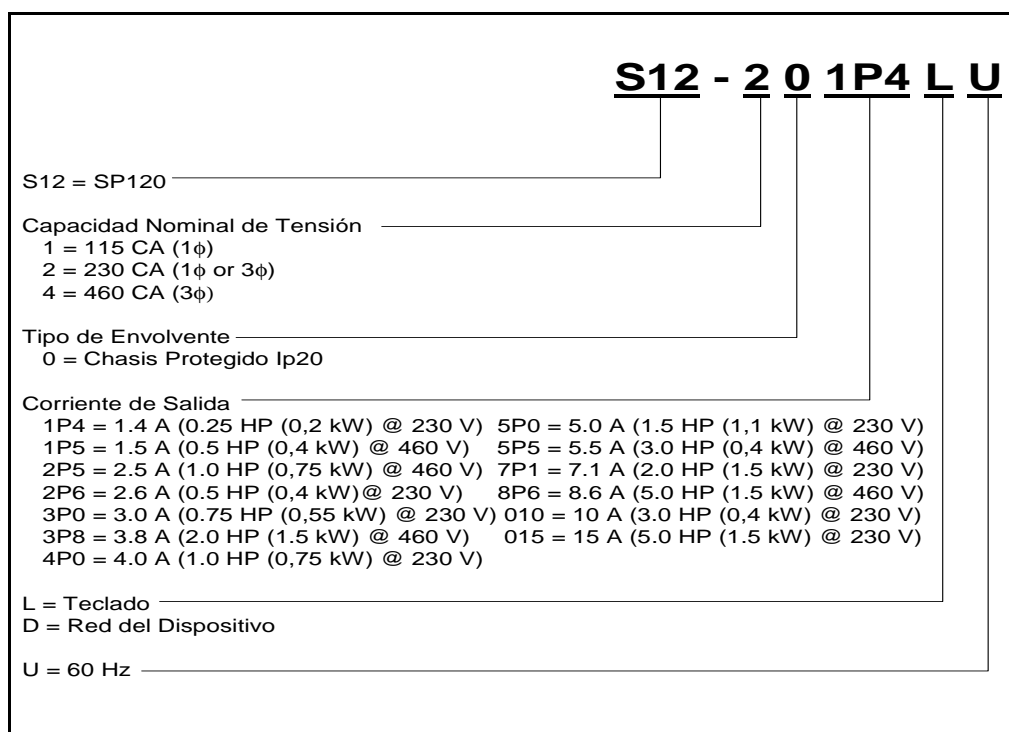 S12 - 2 0 1P4 L U
S12 = SP120
Capacidad Nominal de Tensión
1 = 115 CA (1ϕ)
2 = 230 CA (1ϕ or 3ϕ)
4 = 460 CA (3ϕ)
Tipo de Envolvente
0 = Chasis Protegido Ip20
Corriente de Salida
1P4 = 1.4 A (0.25 HP (0,2 kW) @ 230 V) 5P0 = 5.0 A (1.5 HP (1,1 kW) @ 230 V)
1P5 = 1.5 A (0.5 HP (0,4 kW) @ 460 V) 5P5 = 5.5 A (3.0 HP (0,4 kW) @ 460 V)
2P5 = 2.5 A (1.0 HP (0,75 kW) @ 460 V) 7P1 = 7.1 A (2.0 HP (1.5 kW) @ 230 V)
2P6 = 2.6 A (0.5 HP (0,4 kW)@ 230 V) 8P6 = 8.6 A (5.0 HP (1.5 kW) @ 460 V)
3P0 = 3.0 A (0.75 HP (0,55 kW) @ 230 V) 010 = 10 A (3.0 HP (0,4 kW) @ 230 V)
3P8 = 3.8 A (2.0 HP (1.5 kW) @ 460 V) 015 = 15 A (5.0 HP (1.5 kW) @ 230 V)
4P0 = 4.0 A (1.0 HP (0,75 kW) @ 230 V)
L = Teclado
D = Red del Dispositivo
U = 60 Hz